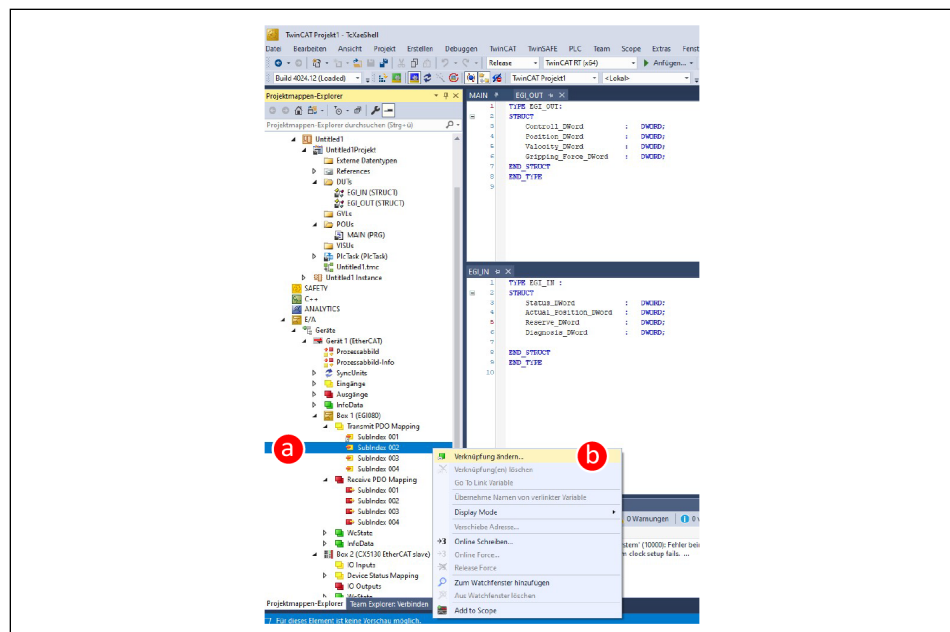 TwinCAT Projekt1 - TcXaeShell
Datei Bearbeiten Ansicht Projekt Erstellen Debuggen TwinCAT TwinSAFE PLC Team Scope Extras Fenst
Release TwinCAT RT (x64) Anfügen...
Build 4024.12 (Loaded) TwinCAT Projekt1 <Lokal>
Projektmappen-Explorer
Projektmappen-Explorer durchsuchen (Strg+ü)
Untitled1
Untitled1Projekt
Externe Datentypen
References
DUTs
EGI_IN (STRUCT)
EGI_OUT (STRUCT)
GVLs
POUs
MAIN (PRG)
VISUs
PlcTask (PlcTask)
Untitled1.tmc
Untitled1 Instance
SAFETY
C++
ANALYTICS
E/A
Geräte
Gerät 1 (EtherCAT)
Prozessabbild
Prozessabbild-Info
SyncUnits
Eingänge
Ausgänge
InfoData
Box 1 (EGI080)
Transmit PDO Mapping
SubIndex 001
a
SubIndex 002
SubIndex 003
SubIndex 004
Receive PDO Mapping
SubIndex 001
SubIndex 002
SubIndex 003
SubIndex 004
WcState
InfoData
Box 2 (CX5130 EtherCAT slave)
IO Inputs
Device Status Mapping
IO Outputs
WcState
Projektmappen-Explorer Team Explorer: Verbinden
Für dieses Element ist keine Vorschau möglich.
MAIN EGI_OUT
1 TYPE EGI_OUT:
2 STRUCT
3 Controll_DWord : DWORD;
4 Position_DWord : DWORD;
5 Valocity_DWord : DWORD;
6 Gripping_Force_DWord : DWORD;
7 END_STRUCT
8 END_TYPE
9
EGI_IN
1 TYPE EGI_IN :
2 STRUCT
3 Status_DWord : DWORD;
4 Actual_Position_DWord : DWORD;
5 Reserve_DWord : DWORD;
6 Diagnosis_DWord : DWORD;
7
8 END_STRUCT
9 END_TYPE
10
Verknüpfung ändern...
b
Verknüpfung(en) löschen
Go To Link Variable
Übernehme Namen von verlinkter Variable
Display Mode
Verschiebe Adresse...
Online Schreiben...
Online Force...
Release Force
Zum Watchfenster hinzufügen
Aus Watchfenster löschen
Add to Scope
0 Warnungen 0
stem' (10000): Fehler bei
clock setup fails. ...